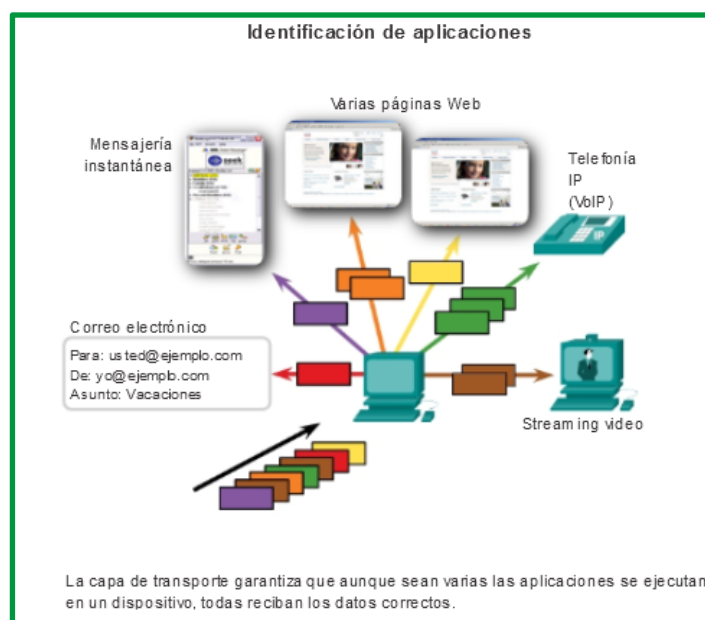 Identificación de aplicaciones
Varias páginas Web
Mensajería
instantánea
Telefonía
IP
(VoIP)
seek
IP
Correo electrónico
Para: usted@ejemplo.com
De: yo@ejemplo.com
Asunto: Vacaciones
Streaming video
La capa de transporte garantiza que aunque sean varias las aplicaciones se ejecutan
en un dispositivo, todas reciban los datos correctos.